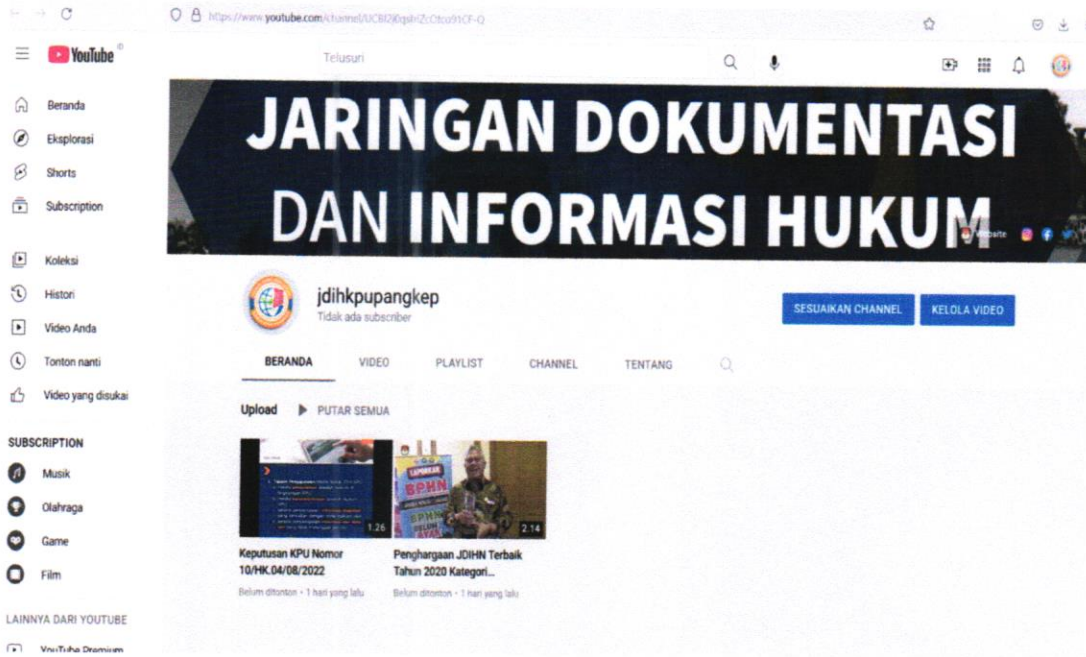 YouTube
Telusuri
Beranda
Eksplorasi
Shorts
Subscription
Koleksi
Histori
Video Anda
Tonton nanti
Video yang disukai
SUBSCRIPTION
Musik
Olahraga
Game
Film
LAINNYA DARI YOUTUBE
YouTube Premium
JARINGAN DOKUMENTASI
DAN INFORMASI HUKUM
Website
jdihkpupangkep
Tidak ada subscriber
SESUAIKAN CHANNEL
KELOLA VIDEO
BERANDA VIDEO PLAYLIST CHANNEL TENTANG
Upload PUTAR SEMUA
1.26
LAPORKAN
BPHN
2.14
Keputusan KPU Nomor
10/HK.04/08/2022
Belum ditonton • 1 hari yang lalu
Penghargaan JDIHN Terbaik
Tahun 2020 Kategori...
Belum ditonton • 1 hari yang lalu